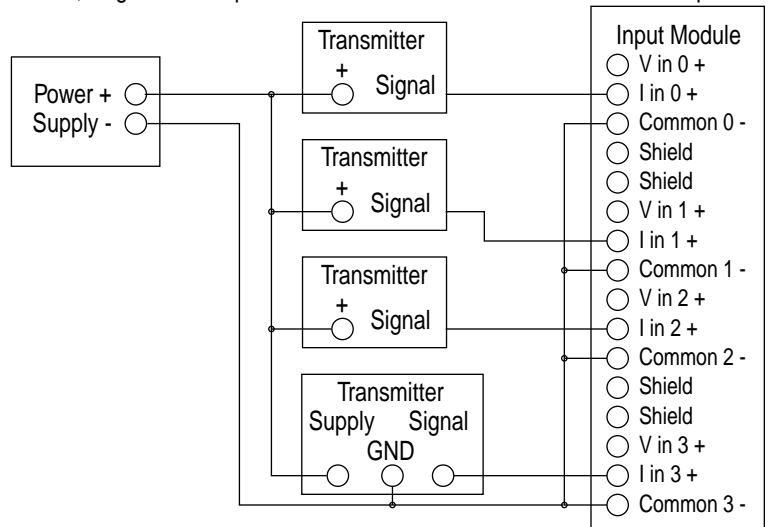 Power +
Supply -
Transmitter
+
Signal
Transmitter
+
Signal
Transmitter
+
Signal
Transmitter
Supply Signal
GND
Input Module
V in 0 +
I in 0 +
Common 0 -
Shield
Shield
V in 1 +
I in 1 +
Common 1 -
V in 2 +
I in 2 +
Common 2 -
Shield
Shield
V in 3 +
I in 3 +
Common 3 -